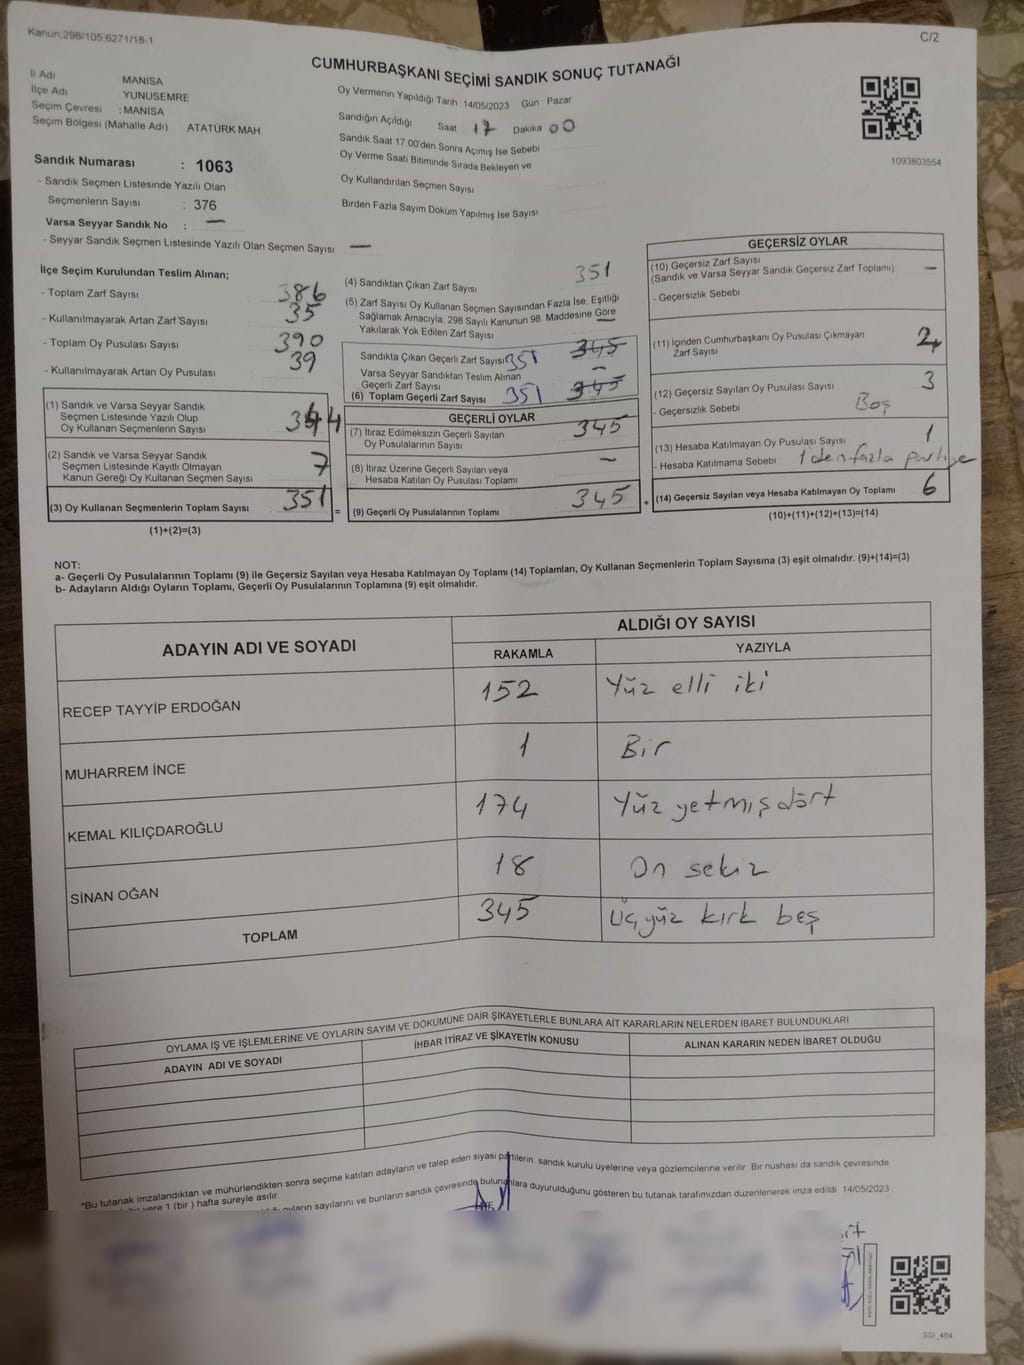 Kanun:298/105,6271/18-1
C/2
CUMHURBAŞKANI SEÇİMİ SANDIK SONUÇ TUTANAĞI
İl Adı MANİSA
İlçe Adı YUNUSEMRE
Seçim Çevresi : MANİSA
Seçim Bölgesi (Mahalle Adı) ATATÜRK MAH
Sandık Numarası : 1063
- Sandık Seçmen Listesinde Yazılı Olan
Seçmenlerin Sayısı : 376
Varsa Seyyar Sandık No : —
- Seyyar Sandık Seçmen Listesinde Yazılı Olan Seçmen Sayısı —
Oy Vermenin Yapıldığı Tarih 14/05/2023 Gün Pazar
Sandığın Açıldığı Saat 17 Dakika 00
Sandık Saat 17.00'den Sonra Açımış İse Sebebi
Oy Verme Saati Bitiminde Sırada Bekleyen ve
Oy Kullandırılan Seçmen Sayısı
Birden Fazla Sayım Döküm Yapılmış İse Sayısı
1093803554
İlçe Seçim Kurulundan Teslim Alınan;
- Toplam Zarf Sayısı 386
- Kullanılmayarak Artan Zarf Sayısı 35
- Toplam Oy Pusulası Sayısı 390
- Kullanılmayarak Artan Oy Pusulası 39
(1) Sandık ve Varsa Seyyar Sandık
Seçmen Listesinde Yazılı Olup
Oy Kullanan Seçmenlerin Sayısı 344
(2) Sandık ve Varsa Seyyar Sandık
Seçmen Listesinde Kayıtlı Olmayan
Kanun Gereği Oy Kullanan Seçmen Sayısı 7
(3) Oy Kullanan Seçmenlerin Toplam Sayısı 351 =
(1)+(2)=(3)
(4) Sandıktan Çıkan Zarf Sayısı 351
(5) Zarf Sayısı Oy Kullanan Seçmen Sayısından Fazla İse, Eşitliği
Sağlamak Amacıyla, 298 Sayılı Kanunun 98. Maddesine Göre
Yakılarak Yok Edilen Zarf Sayısı —
Sandıkta Çıkan Geçerli Zarf Sayısı 351 345
Varsa Seyyar Sandıktan Teslim Alınan
Geçerli Zarf Sayısı —
(6) Toplam Geçerli Zarf Sayısı 351 345
GEÇERLİ OYLAR
(7) İtiraz Edilmeksizin Geçerli Sayılan
Oy Pusulalarının Sayısı 345
(8) İtiraz Üzerine Geçerli Sayılan veya
Hesaba Katılan Oy Pusulası Toplamı —
(9) Geçerli Oy Pusulalarının Toplamı 345 +
GEÇERSİZ OYLAR
(10) Geçersiz Zarf Sayısı
(Sandık ve Varsa Seyyar Sandık Geçersiz Zarf Toplamı) —
- Geçersizlik Sebebi
(11) İçinden Cumhurbaşkanı Oy Pusulası Çıkmayan
Zarf Sayısı 2
(12) Geçersiz Sayılan Oy Pusulası Sayısı 3
- Geçersizlik Sebebi Boş
(13) Hesaba Katılmayan Oy Pusulası Sayısı 1
- Hesaba Katılmama Sebebi 1 den fazla partiye
(14) Geçersiz Sayılan veya Hesaba Katılmayan Oy Toplamı 6
(10)+(11)+(12)+(13)=(14)
NOT:
a- Geçerli Oy Pusulalarının Toplamı (9) ile Geçersiz Sayılan veya Hesaba Katılmayan Oy Toplamı (14) Toplamları, Oy Kullanan Seçmenlerin Toplam Sayısına (3) eşit olmalıdır. (9)+(14)=(3)
b- Adayların Aldığı Oyların Toplamı, Geçerli Oy Pusulalarının Toplamına (9) eşit olmalıdır.
ADAYIN ADI VE SOYADI
ALDIĞI OY SAYISI
RAKAMLA YAZIYLA
RECEP TAYYİP ERDOĞAN 152 Yüz elli iki
MUHARREM İNCE 1 Bir
KEMAL KILIÇDAROĞLU 174 Yüz yetmiş dört
SİNAN OĞAN 18 On sekiz
TOPLAM 345 Üç yüz kırk beş
OYLAMA İŞ VE İŞLEMLERİNE VE OYLARIN SAYIM VE DÖKÜMÜNE DAİR ŞİKAYETLERLE BUNLARA AİT KARARLARIN NELERDEN İBARET BULUNDUKLARI
ADAYIN ADI VE SOYADI İHBAR İTİRAZ VE ŞİKAYETİN KONUSU ALINAN KARARIN NEDEN İBARET OLDUĞU
*Bu tutanak imzalandıktan ve mühürlendikten sonra seçime katılan adayların ve talep eden siyasi partilerin sandık kurulu üyelerine veya gözlemcilerine verilir. Bir nushası da sandık çevresinde
yere 1 (bir) hafta süreyle asılır.
oyların sayılarını ve bunların sandık çevresinde bulunanlara duyurulduğunu gösteren bu tutanak tarafımızdan düzenlenerek imza edildi 14/05/2023
SSI_404